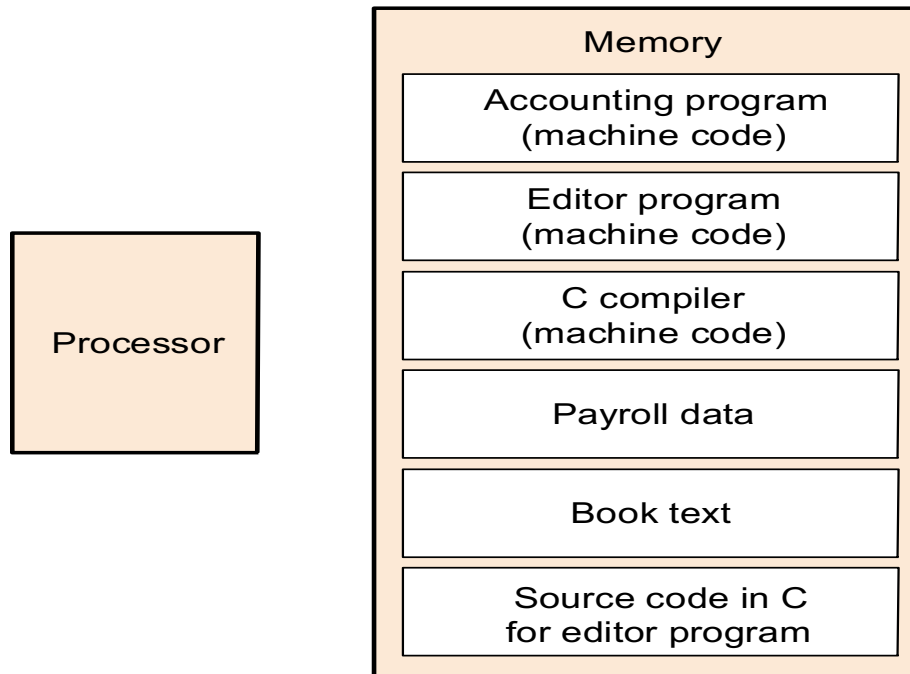 Memory
Accounting program
(machine code)
Editor program
(machine code)
C compiler
(machine code)
Processor
Payroll data
Book text
Source code in C
for editor program